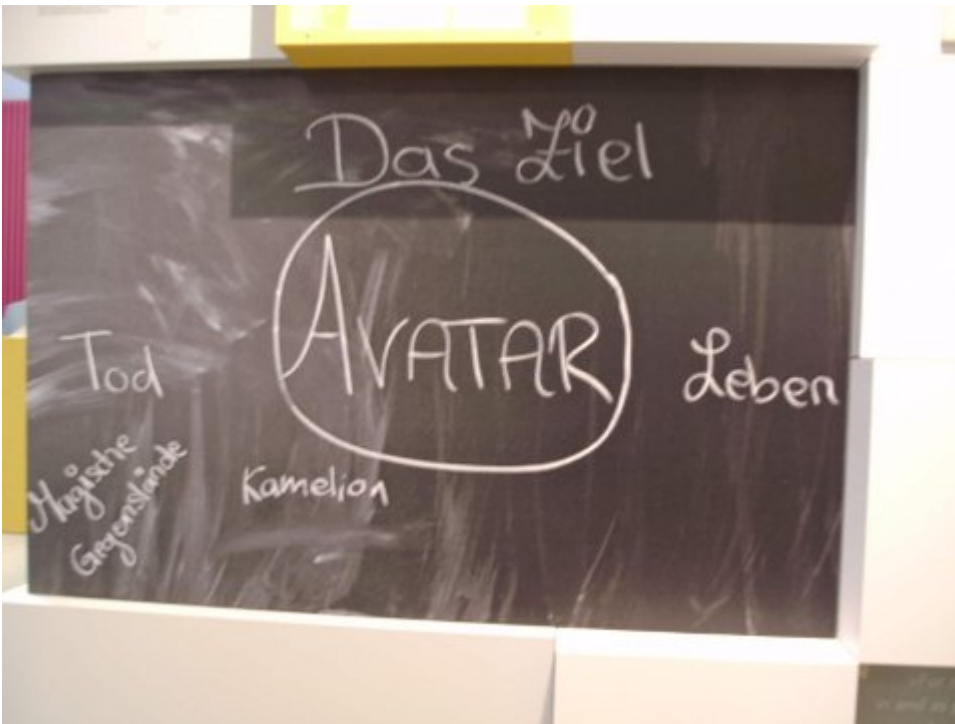 Das Ziel
AVATAR
Tod
Leben
Magische
Gegenstände
Kamelion